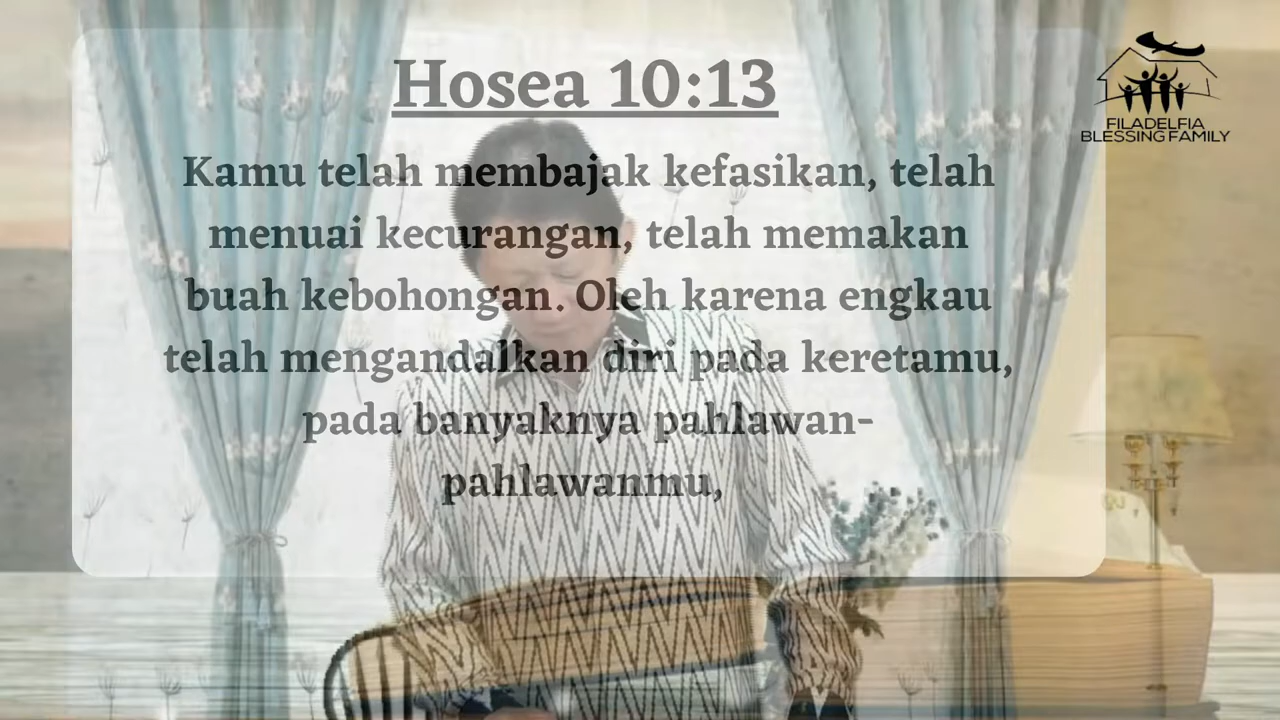 Hosea 10:13
Kamu telah membajak kefasikan, telah
menuai kecurangan, telah memakan
buah kebohongan. Oleh karena engkau
telah mengandalkan diri pada keretamu,
pada banyaknya pahlawan-
pahlawanmu,
FILADELFIA
BLESSING FAMILY